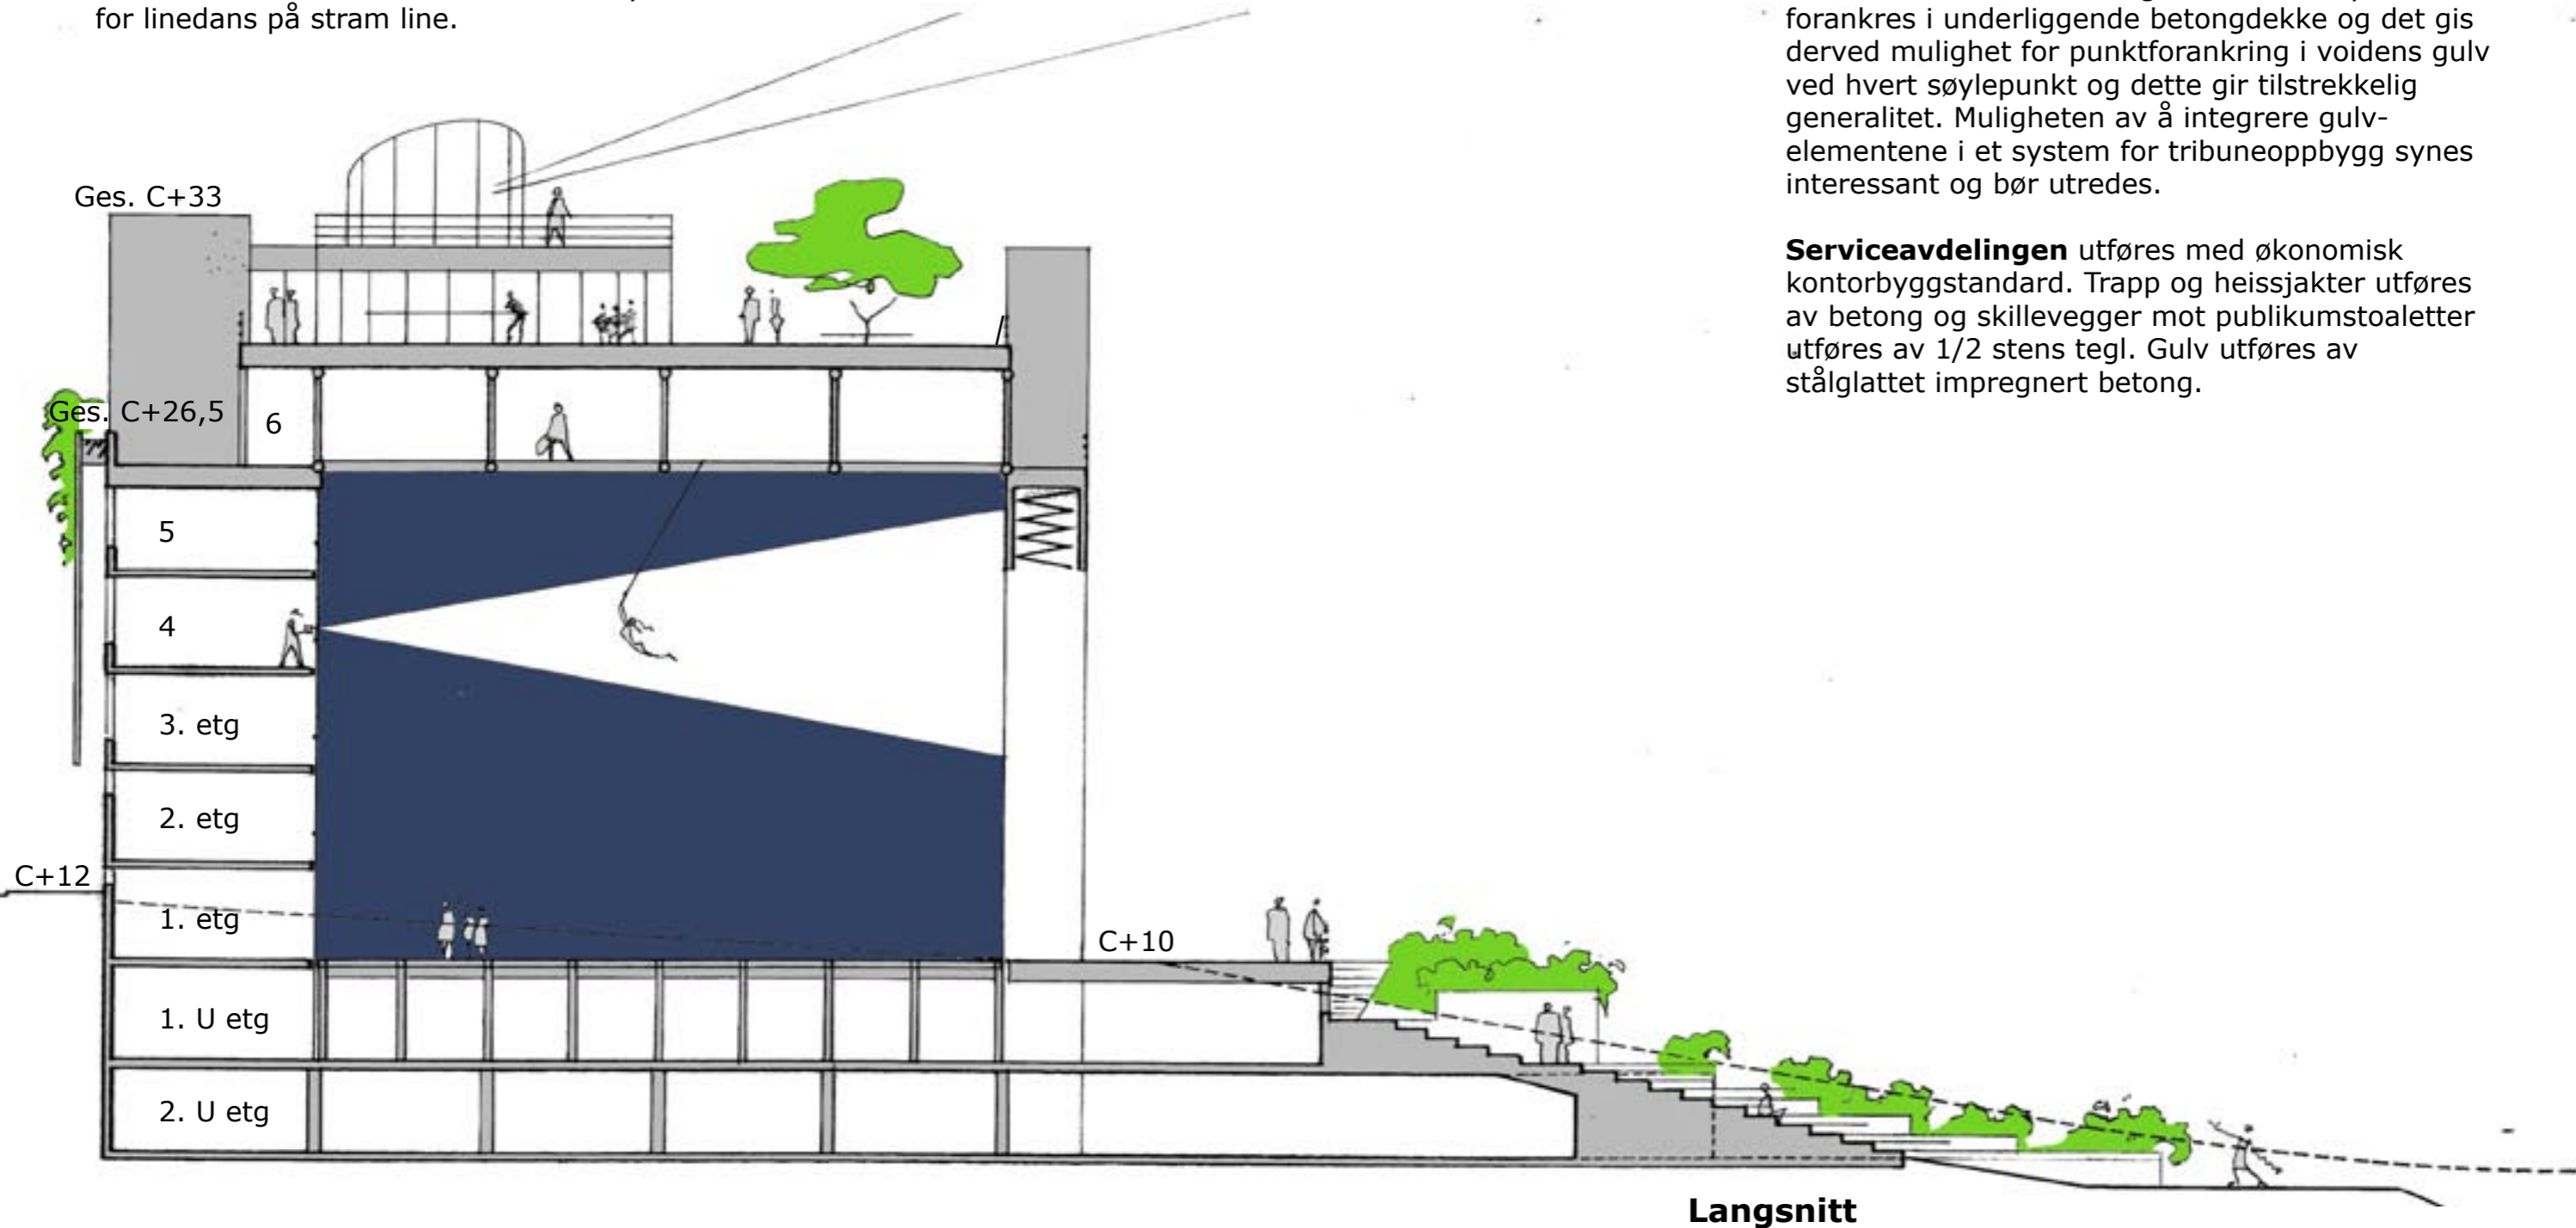 for linedans på stram line.
forankres i underliggende betongdekke og det gis
derved mulighet for punktforankring i voidens gulv
ved hvert søylepunkt og dette gir tilstrekkelig
generalitet. Muligheten av å integrere gulv-
elementene i et system for tribuneoppbygg synes
interessant og bør utredes.
Serviceavdelingen utføres med økonomisk
kontorbyggstandard. Trapp og heissjakter utføres
av betong og skillevegger mot publikumstoaletter
utføres av 1/2 stens tegl. Gulv utføres av
stålglattet impregnert betong.
Ges. C+33
Ges. C+26,5
6
5
4
3. etg
2. etg
C+12
1. etg
C+10
1. U etg
2. U etg
Langsnitt